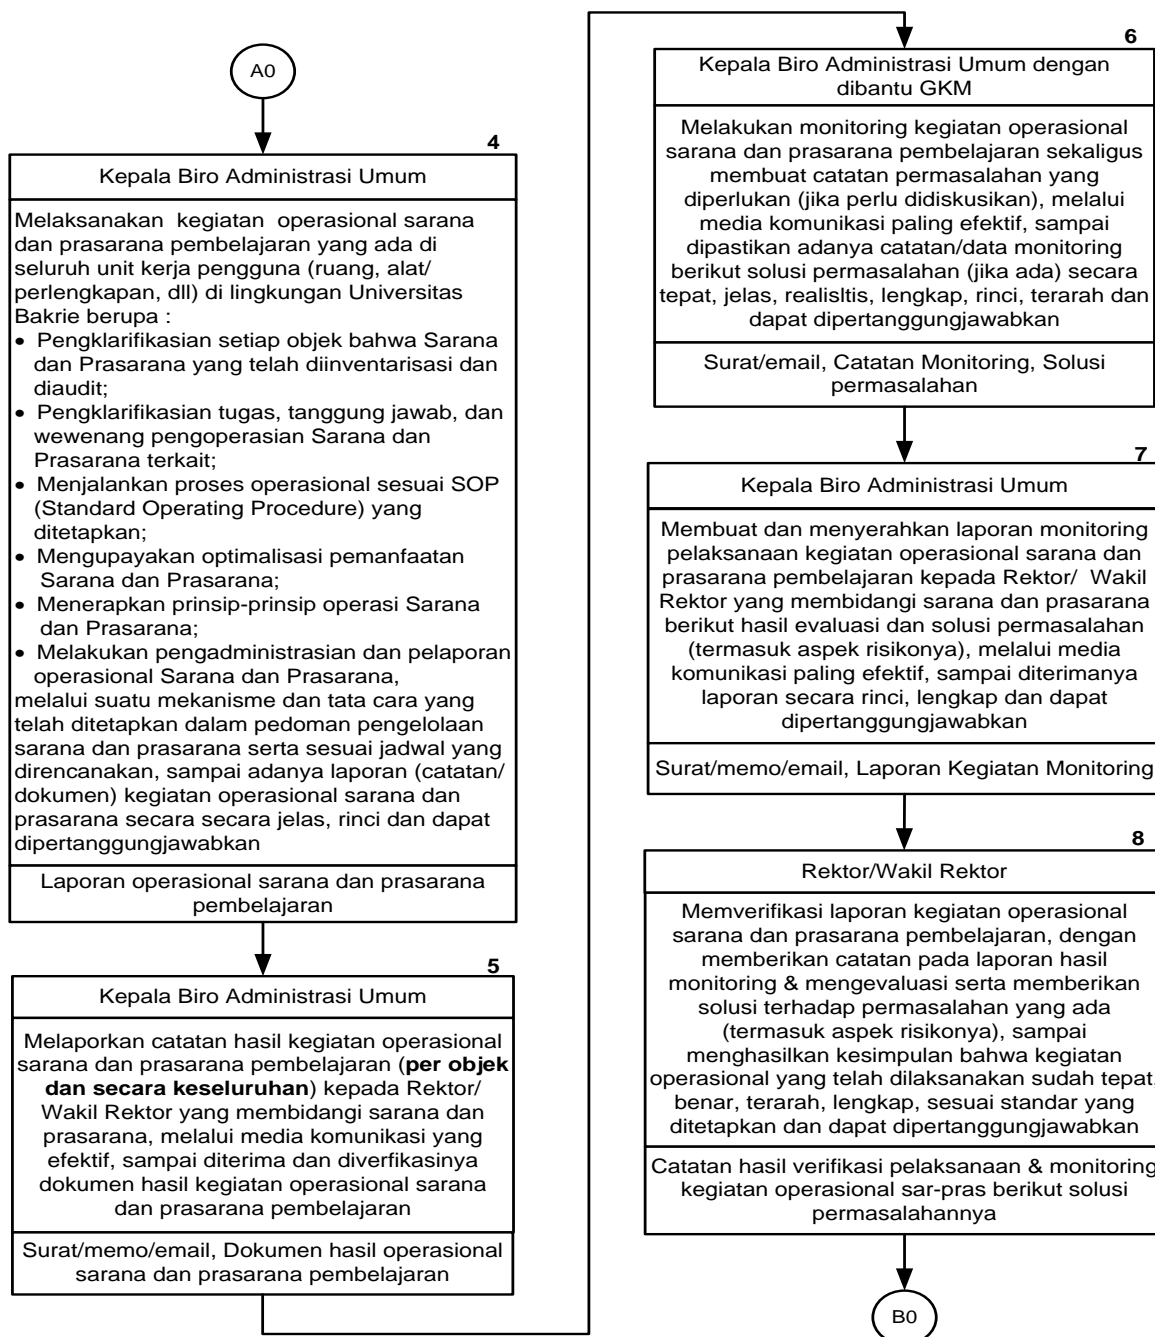 A0
4
Kepala Biro Administrasi Umum
Melaksanakan kegiatan operasional sarana
dan prasarana pembelajaran yang ada di
seluruh unit kerja pengguna (ruang, alat/
perlengkapan, dll) di lingkungan Universitas
Bakrie berupa :
• Pengklarifikasian setiap objek bahwa Sarana
dan Prasarana yang telah diinventarisasi dan
diaudit;
• Pengklarifikasian tugas, tanggung jawab, dan
wewenang pengoperasian Sarana dan
Prasarana terkait;
• Menjalankan proses operasional sesuai SOP
(Standard Operating Procedure) yang
ditetapkan;
• Mengupayakan optimalisasi pemanfaatan
Sarana dan Prasarana;
• Menerapkan prinsip-prinsip operasi Sarana
dan Prasarana;
• Melakukan pengadministrasian dan pelaporan
operasional Sarana dan Prasarana,
melalui suatu mekanisme dan tata cara yang
telah ditetapkan dalam pedoman pengelolaan
sarana dan prasarana serta sesuai jadwal yang
direncanakan, sampai adanya laporan (catatan/
dokumen) kegiatan operasional sarana dan
prasarana secara secara jelas, rinci dan dapat
dipertanggungjawabkan
Laporan operasional sarana dan prasarana
pembelajaran
5
Kepala Biro Administrasi Umum
Melaporkan catatan hasil kegiatan operasional
sarana dan prasarana pembelajaran (per objek
dan secara keseluruhan) kepada Rektor/
Wakil Rektor yang membidangi sarana dan
prasarana, melalui media komunikasi yang
efektif, sampai diterima dan diverfikasinya
dokumen hasil kegiatan operasional sarana
dan prasarana pembelajaran
Surat/memo/email, Dokumen hasil operasional
sarana dan prasarana pembelajaran
6
Kepala Biro Administrasi Umum dengan
dibantu GKM
Melakukan monitoring kegiatan operasional
sarana dan prasarana pembelajaran sekaligus
membuat catatan permasalahan yang
diperlukan (jika perlu didiskusikan), melalui
media komunikasi paling efektif, sampai
dipastikan adanya catatan/data monitoring
berikut solusi permasalahan (jika ada) secara
tepat, jelas, realisltis, lengkap, rinci, terarah dan
dapat dipertanggungjawabkan
Surat/email, Catatan Monitoring, Solusi
permasalahan
7
Kepala Biro Administrasi Umum
Membuat dan menyerahkan laporan monitoring
pelaksanaan kegiatan operasional sarana dan
prasarana pembelajaran kepada Rektor/ Wakil
Rektor yang membidangi sarana dan prasarana
berikut hasil evaluasi dan solusi permasalahan
(termasuk aspek risikonya), melalui media
komunikasi paling efektif, sampai diterimanya
laporan secara rinci, lengkap dan dapat
dipertanggungjawabkan
Surat/memo/email, Laporan Kegiatan Monitoring
8
Rektor/Wakil Rektor
Memverifikasi laporan kegiatan operasional
sarana dan prasarana pembelajaran, dengan
memberikan catatan pada laporan hasil
monitoring & mengevaluasi serta memberikan
solusi terhadap permasalahan yang ada
(termasuk aspek risikonya), sampai
menghasilkan kesimpulan bahwa kegiatan
operasional yang telah dilaksanakan sudah tepat,
benar, terarah, lengkap, sesuai standar yang
ditetapkan dan dapat dipertanggungjawabkan
Catatan hasil verifikasi pelaksanaan & monitoring
kegiatan operasional sar-pras berikut solusi
permasalahannya
B0